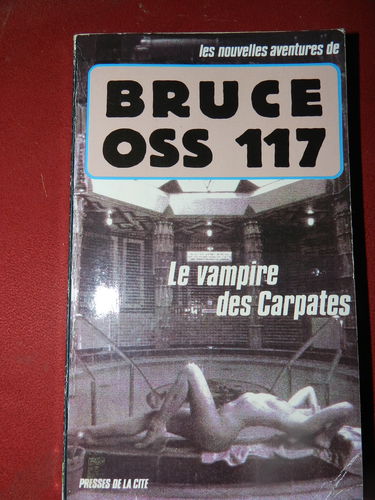 les nouvelles aventures de
BRUCE
OSS 117
Le vampire
des Carpates
PRESSES DE LA CITE